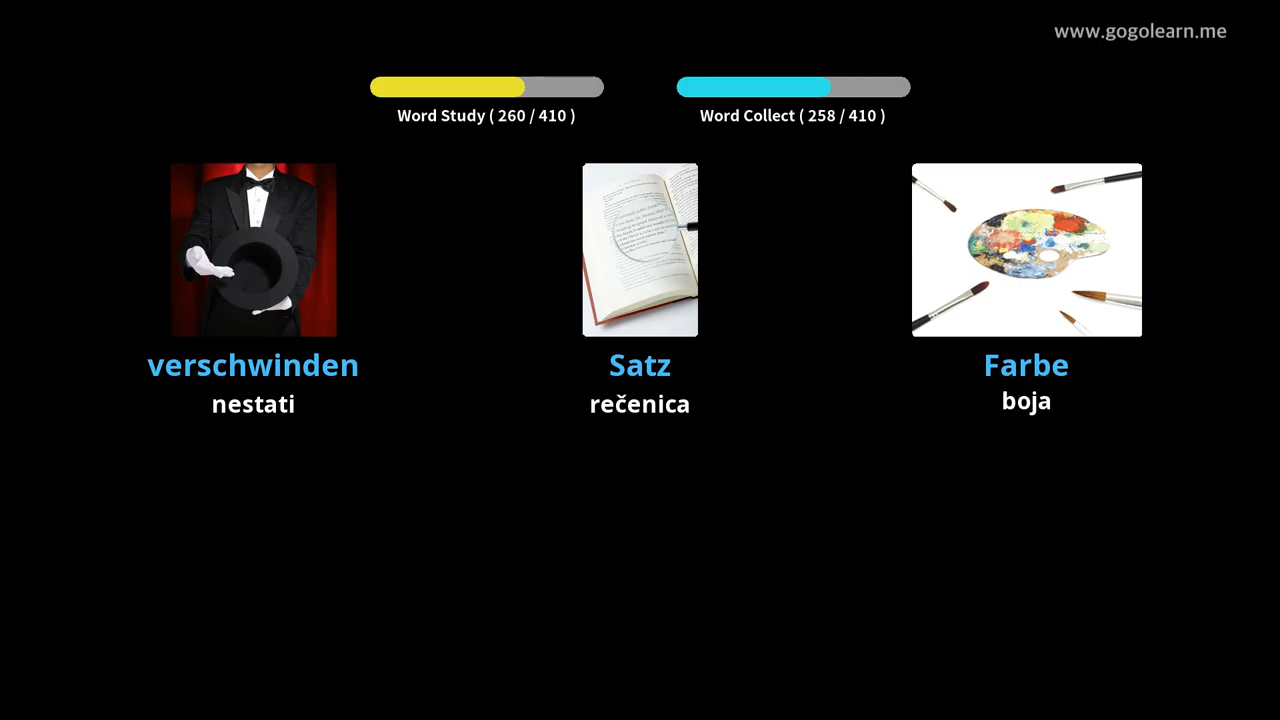 www.gogolearn.me
Word Study ( 260 / 410 )
Word Collect ( 258 / 410 )
verschwinden
nestati
Satz
rečenica
Farbe
boja